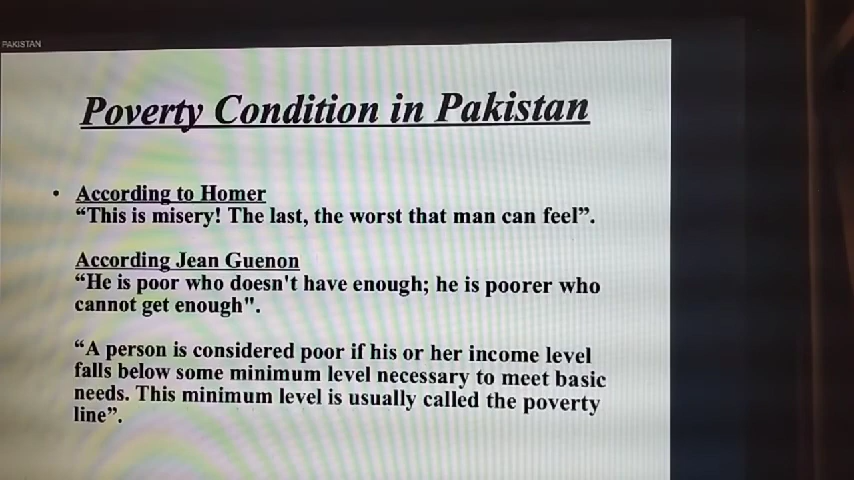 PAKISTAN
Poverty Condition in Pakistan
• According to Homer
“This is misery! The last, the worst that man can feel”.
According Jean Guenon
“He is poor who doesn't have enough; he is poorer who
cannot get enough".
“A person is considered poor if his or her income level
falls below some minimum level necessary to meet basic
needs. This minimum level is usually called the poverty
line”.